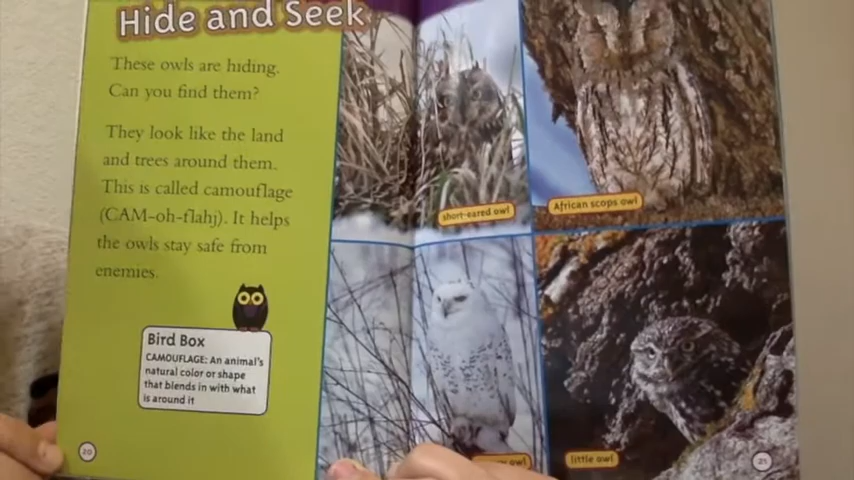 Hide and Seek
These owls are hiding.
Can you find them?
They look like the land
and trees around them.
This is called camouflage
(CAM-oh-flahj). It helps
the owls stay safe from
enemies.
Bird Box
CAMOUFLAGE: An animal's
natural color or shape
that blends in with what
is around it
20
short-eared owl
African scops owl
owl
little owl
21